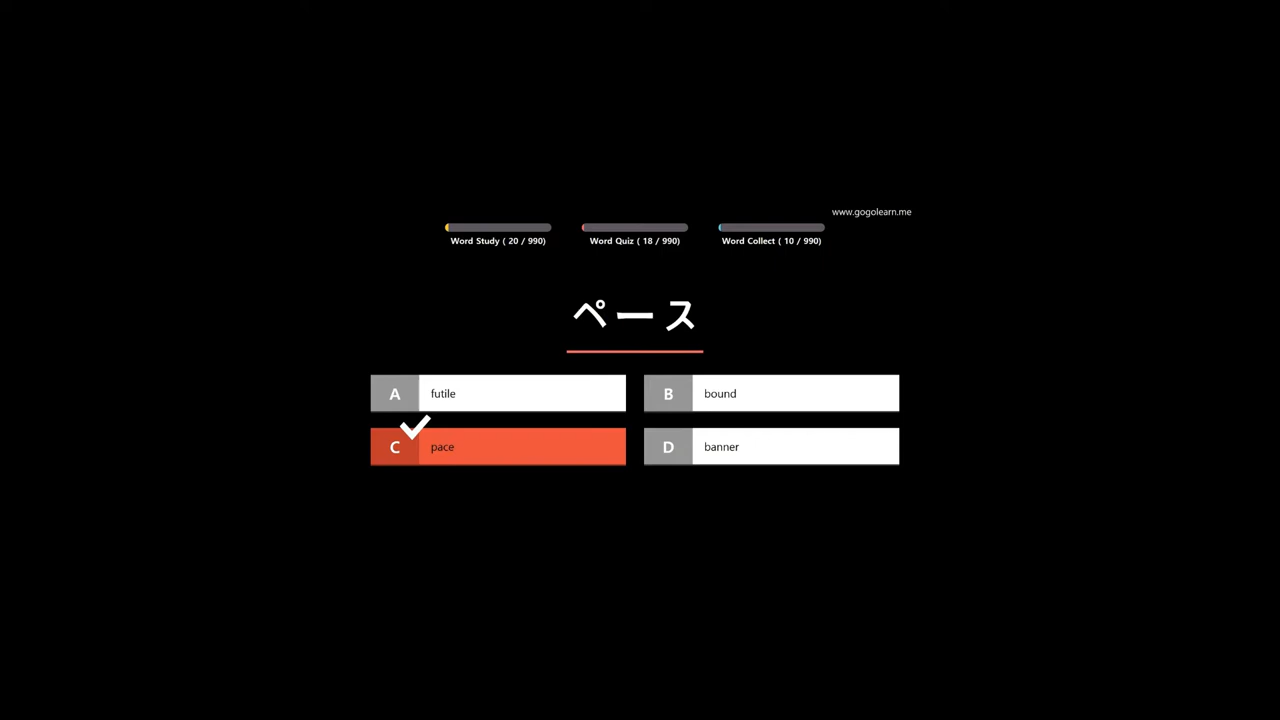 www.gogolearn.me
Word Study ( 20 / 990)
Word Quiz ( 18 / 990)
Word Collect ( 10 / 990)
ペース
A futile
B bound
C pace
D banner